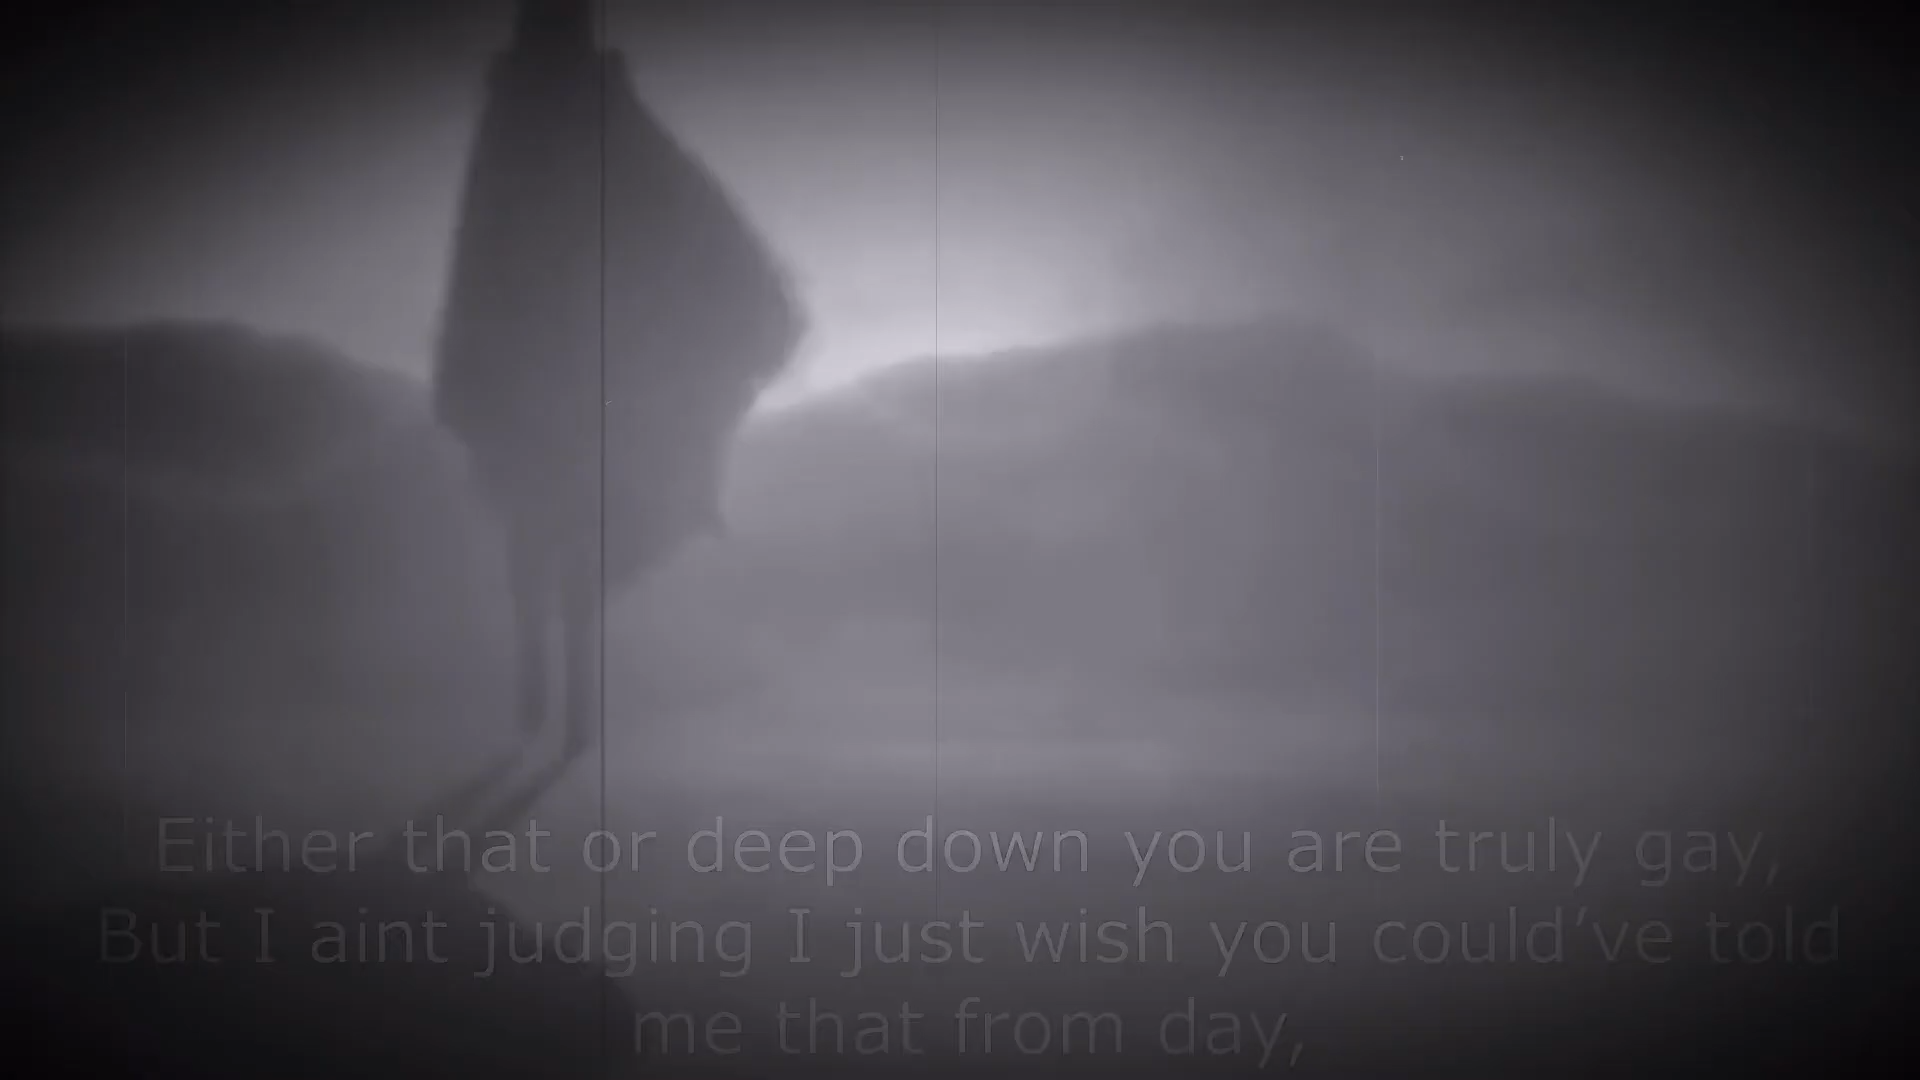 Either that or deep down you are truly gay,
But I aint judging I just wish you could’ve told
me that from day,